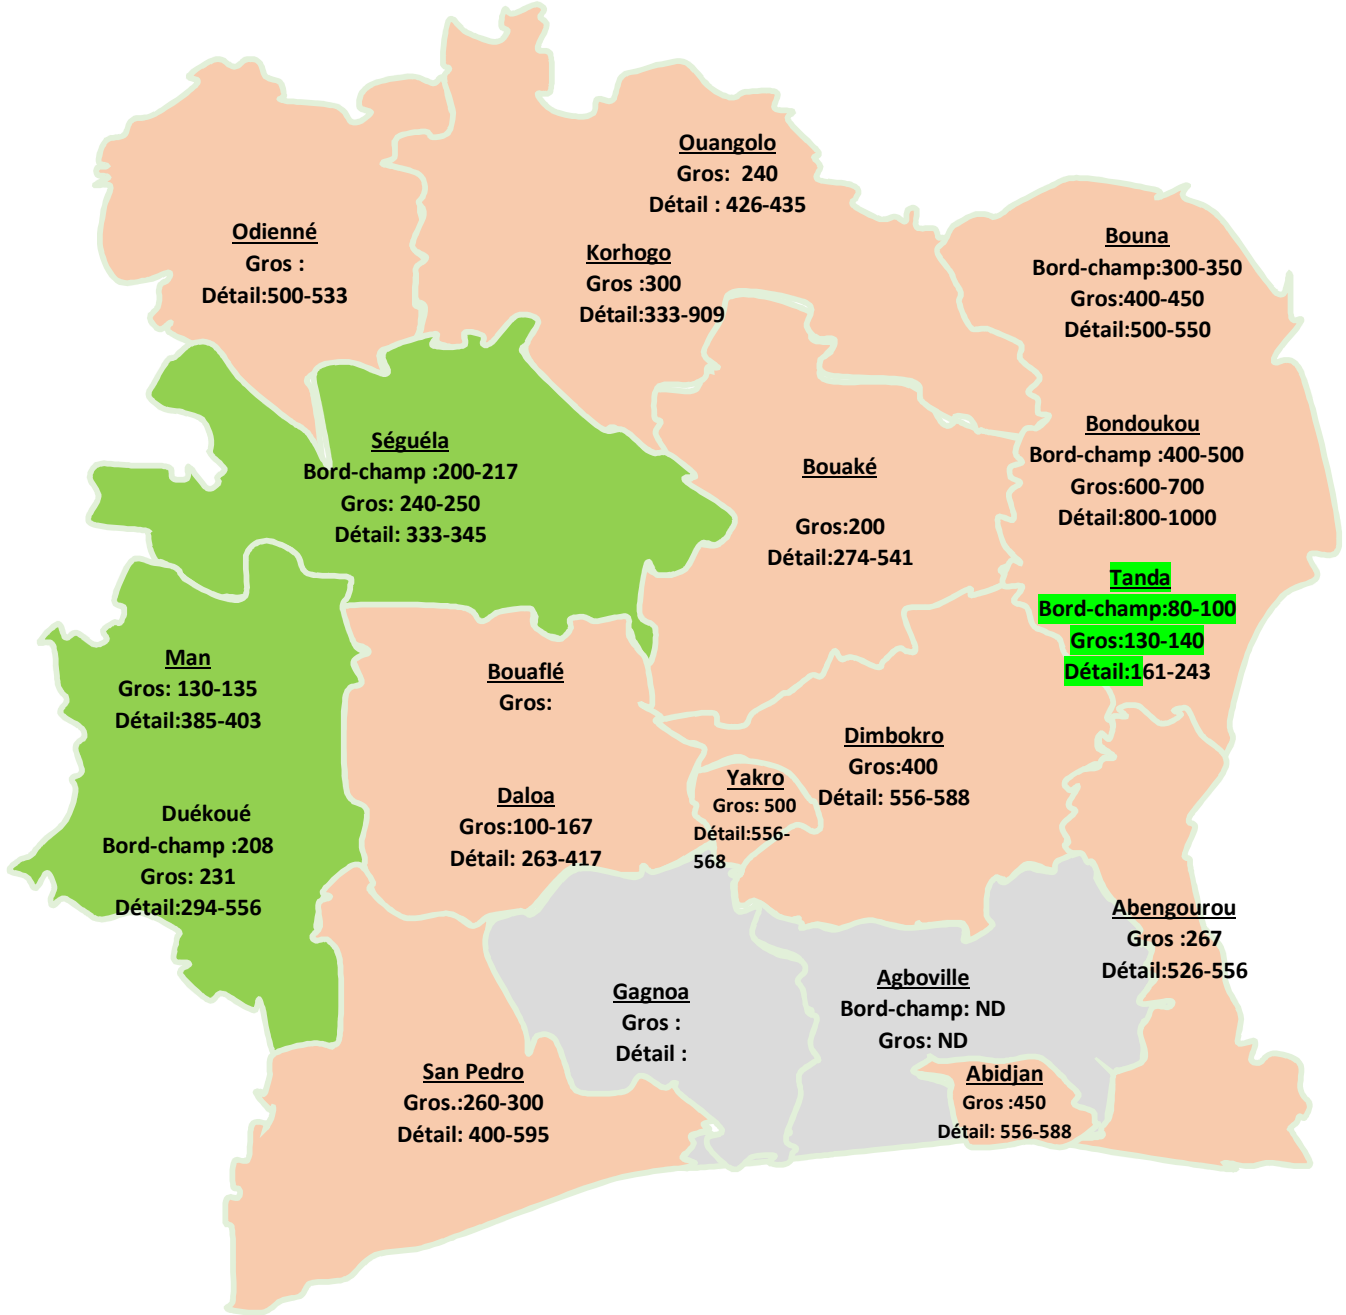 Ouangolo
Gros:  240
Détail : 426-435
Odienné
Gros :
Détail:500-533
Korhogo
Gros :300
Détail:333-909
Bouna
Bord-champ:300-350
Gros:400-450
Détail:500-550
Séguéla
Bord-champ :200-217
Gros: 240-250
Détail: 333-345
Bouaké
Gros:200
Détail:274-541
Bondoukou
Bord-champ :400-500
Gros:600-700
Détail:800-1000
Tanda
Bord-champ:80-100
Gros:130-140
Détail:161-243
Man
Gros: 130-135
Détail:385-403
Bouaflé
Gros:
Dimbokro
Gros:400
Détail: 556-588
Yakro
Gros: 500
Détail:556-
568
Daloa
Gros:100-167
Détail: 263-417
Duékoué
Bord-champ :208
Gros: 231
Détail:294-556
Abengourou
Gros :267
Détail:526-556
Gagnoa
Gros :
Détail :
Agboville
Bord-champ: ND
Gros: ND
San Pedro
Gros.:260-300
Détail: 400-595
Abidjan
Gros :450
Détail: 556-588